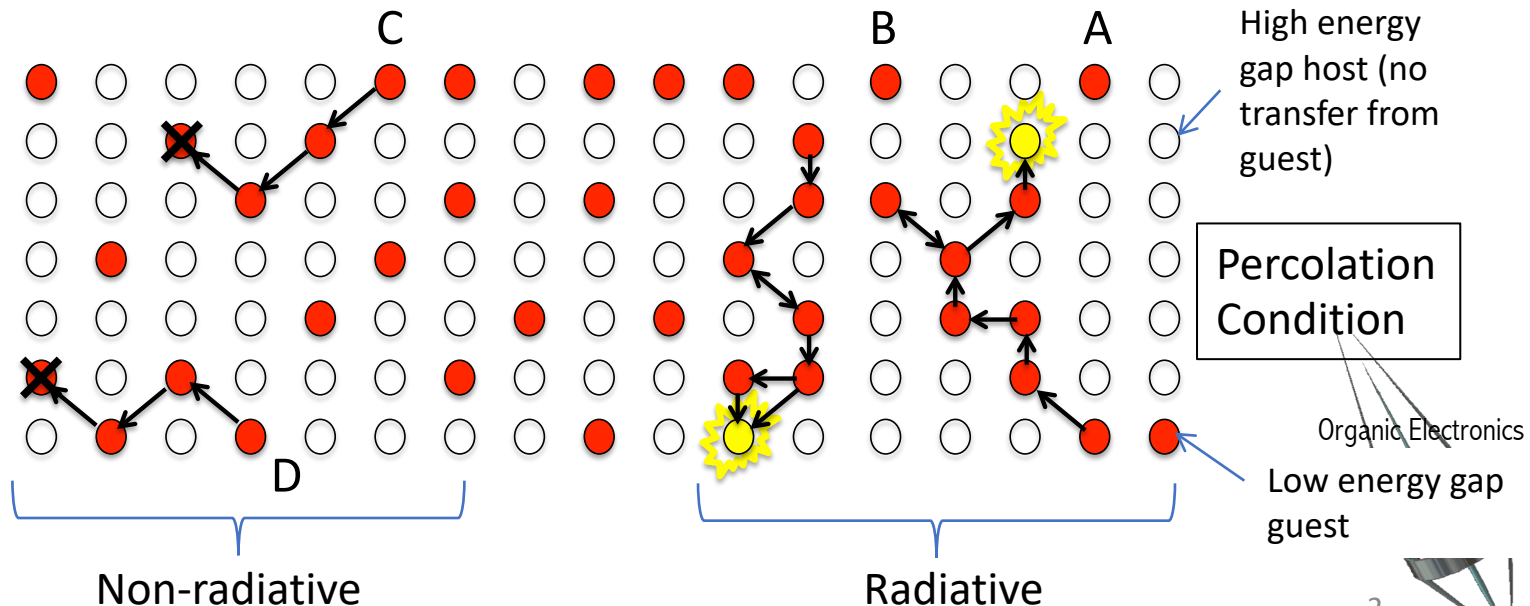 C
B
A
High energy
gap host (no
transfer from
guest)
Percolation
Condition
Organic Electronics
Low energy gap
guest
D
Non-radiative
Radiative